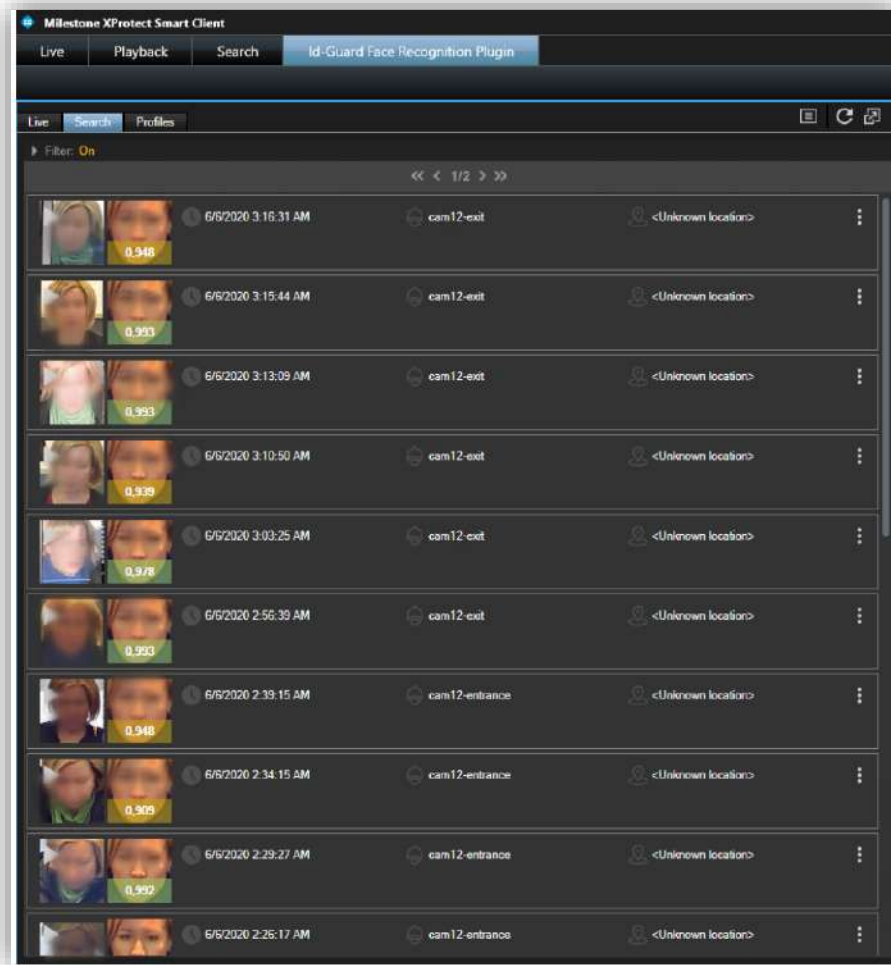 Milestone XProtect Smart Client
Live Playback Search Id-Guard Face Recognition Plugin
Live Search Profiles
Filter: On
1/2
6/6/2020 3:16:31 AM cam12-exit <Unknown location>
0,948
6/6/2020 3:15:44 AM cam12-exit <Unknown location>
0,993
6/6/2020 3:13:09 AM cam12-exit <Unknown location>
0,993
6/6/2020 3:10:50 AM cam12-exit <Unknown location>
0,939
6/6/2020 3:03:25 AM cam12-exit <Unknown location>
0,978
6/6/2020 2:56:39 AM cam12-exit <Unknown location>
0,993
6/6/2020 2:39:15 AM cam12-entrance <Unknown location>
0,948
6/6/2020 2:34:15 AM cam12-entrance <Unknown location>
0,909
6/6/2020 2:29:27 AM cam12-entrance <Unknown location>
0,992
6/6/2020 2:26:17 AM cam12-entrance <Unknown location>